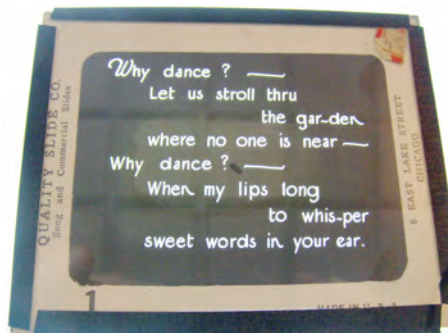 Why dance ? —
Let us stroll thru
the gar-den
where no one is near —
Why dance ? —
When my lips long
to whis-per
sweet words in your ear.
QUALITY SLIDE CO.
Song and Commercial Slides
6 EAST LAKE STREET
CHICAGO
1
MADE IN U. S. A.